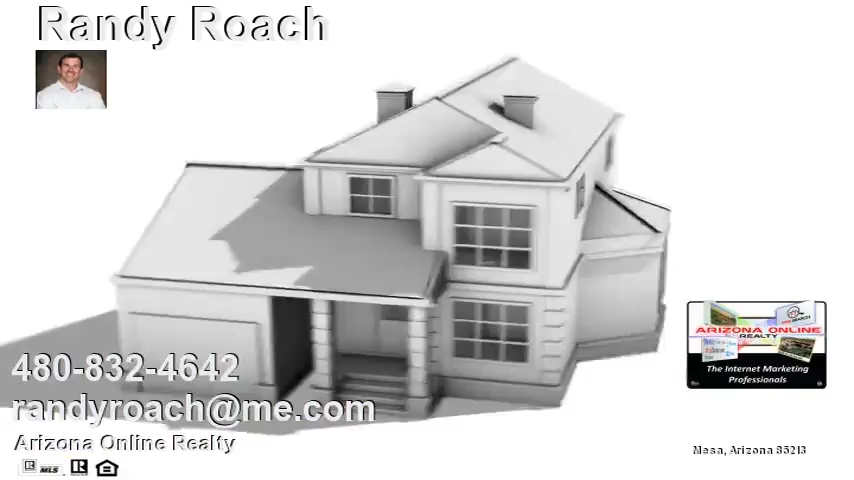 Randy Roach
480-832-4642
randyroach@me.com
Arizona Online Realty
MLS
ARIZONA ONLINE
REALTY
The Internet Marketing
Professionals
Mesa, Arizona 85213